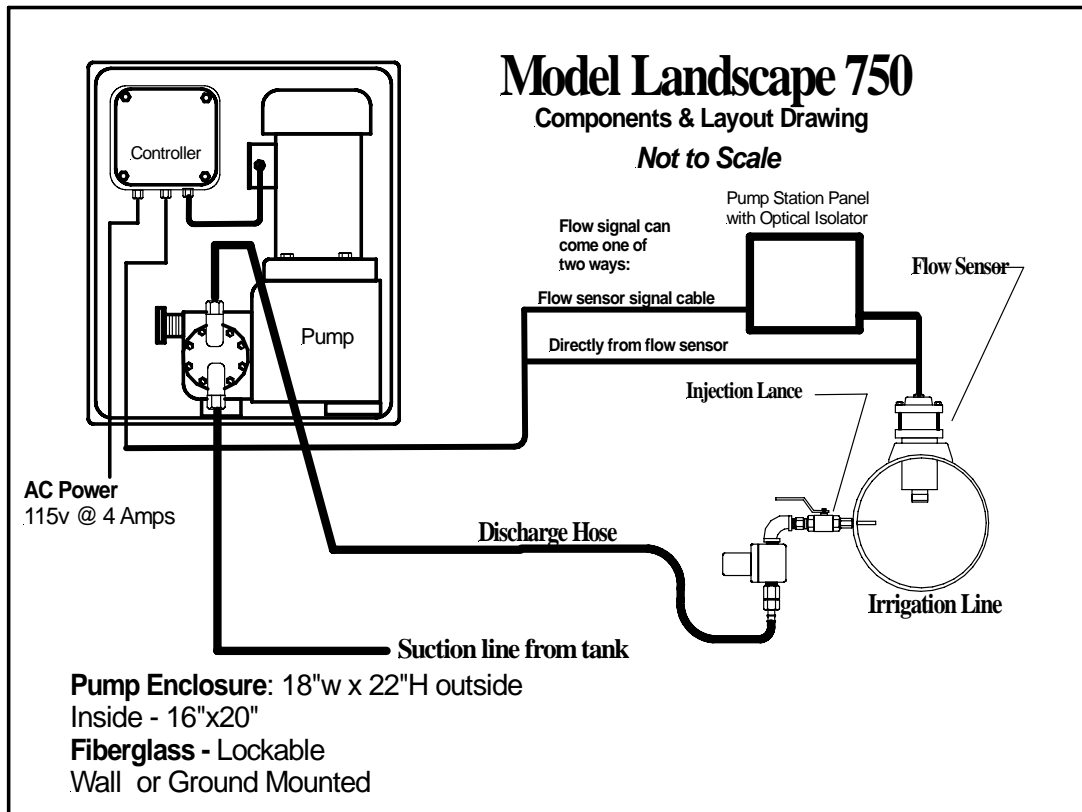 Model Landscape 750
Components & Layout Drawing
Not to Scale
Controller
Pump Station Panel
with Optical Isolator
Flow signal can
come one of
two ways:
Flow Sensor
Flow sensor signal cable
Pump
Directly from flow sensor
Injection Lance
AC Power
115v @ 4 Amps
Discharge Hose
Irrigation Line
Suction line from tank
Pump Enclosure: 18"w x 22"H outside
Inside - 16"x20"
Fiberglass - Lockable
Wall or Ground Mounted